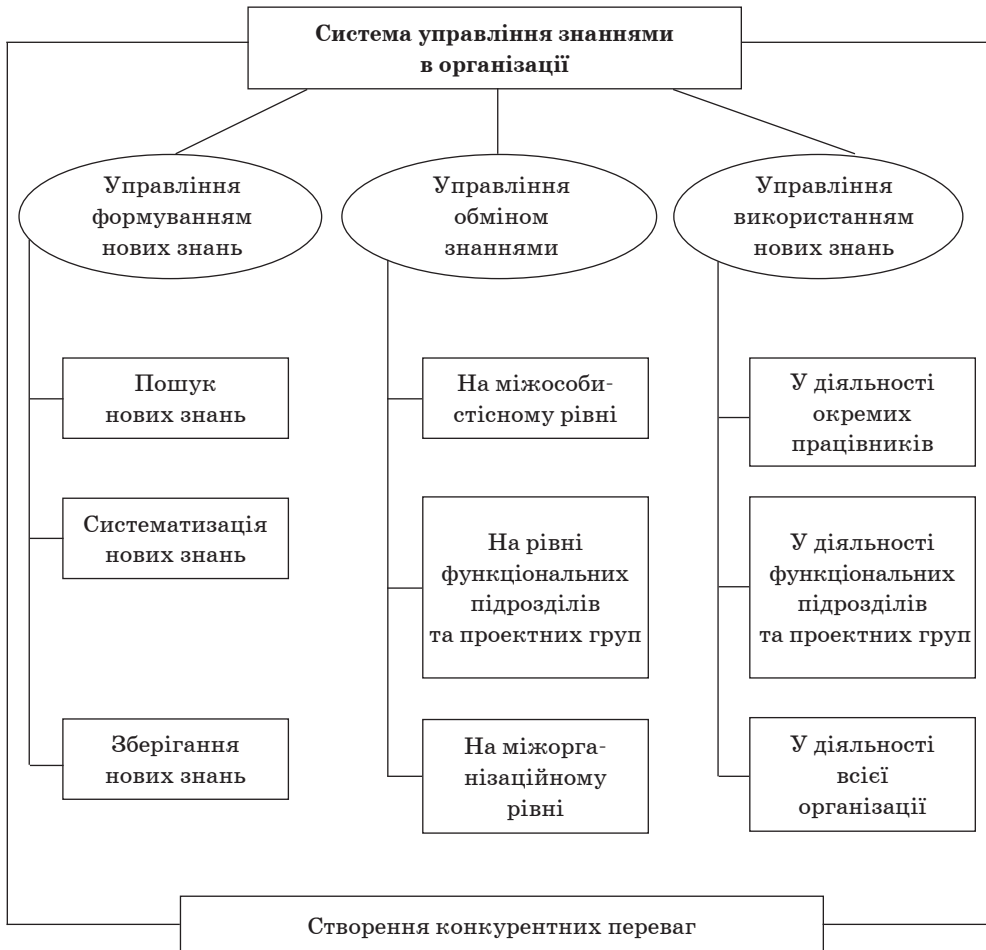 Система управління знаннями
в організації
Управління
формуванням
нових знань
Управління
обміном
знаннями
Управління
використанням
нових знань
Пошук
нових знань
Систематизація
нових знань
Зберігання
нових знань
На міжособи-
стісному рівні
На рівні
функціональних
підрозділів
та проектних груп
На міжорга-
нізаційному
рівні
У діяльності
окремих
працівників
У діяльності
функціональних
підрозділів
та проектних груп
У діяльності
всієї
організації
Створення конкурентних переваг